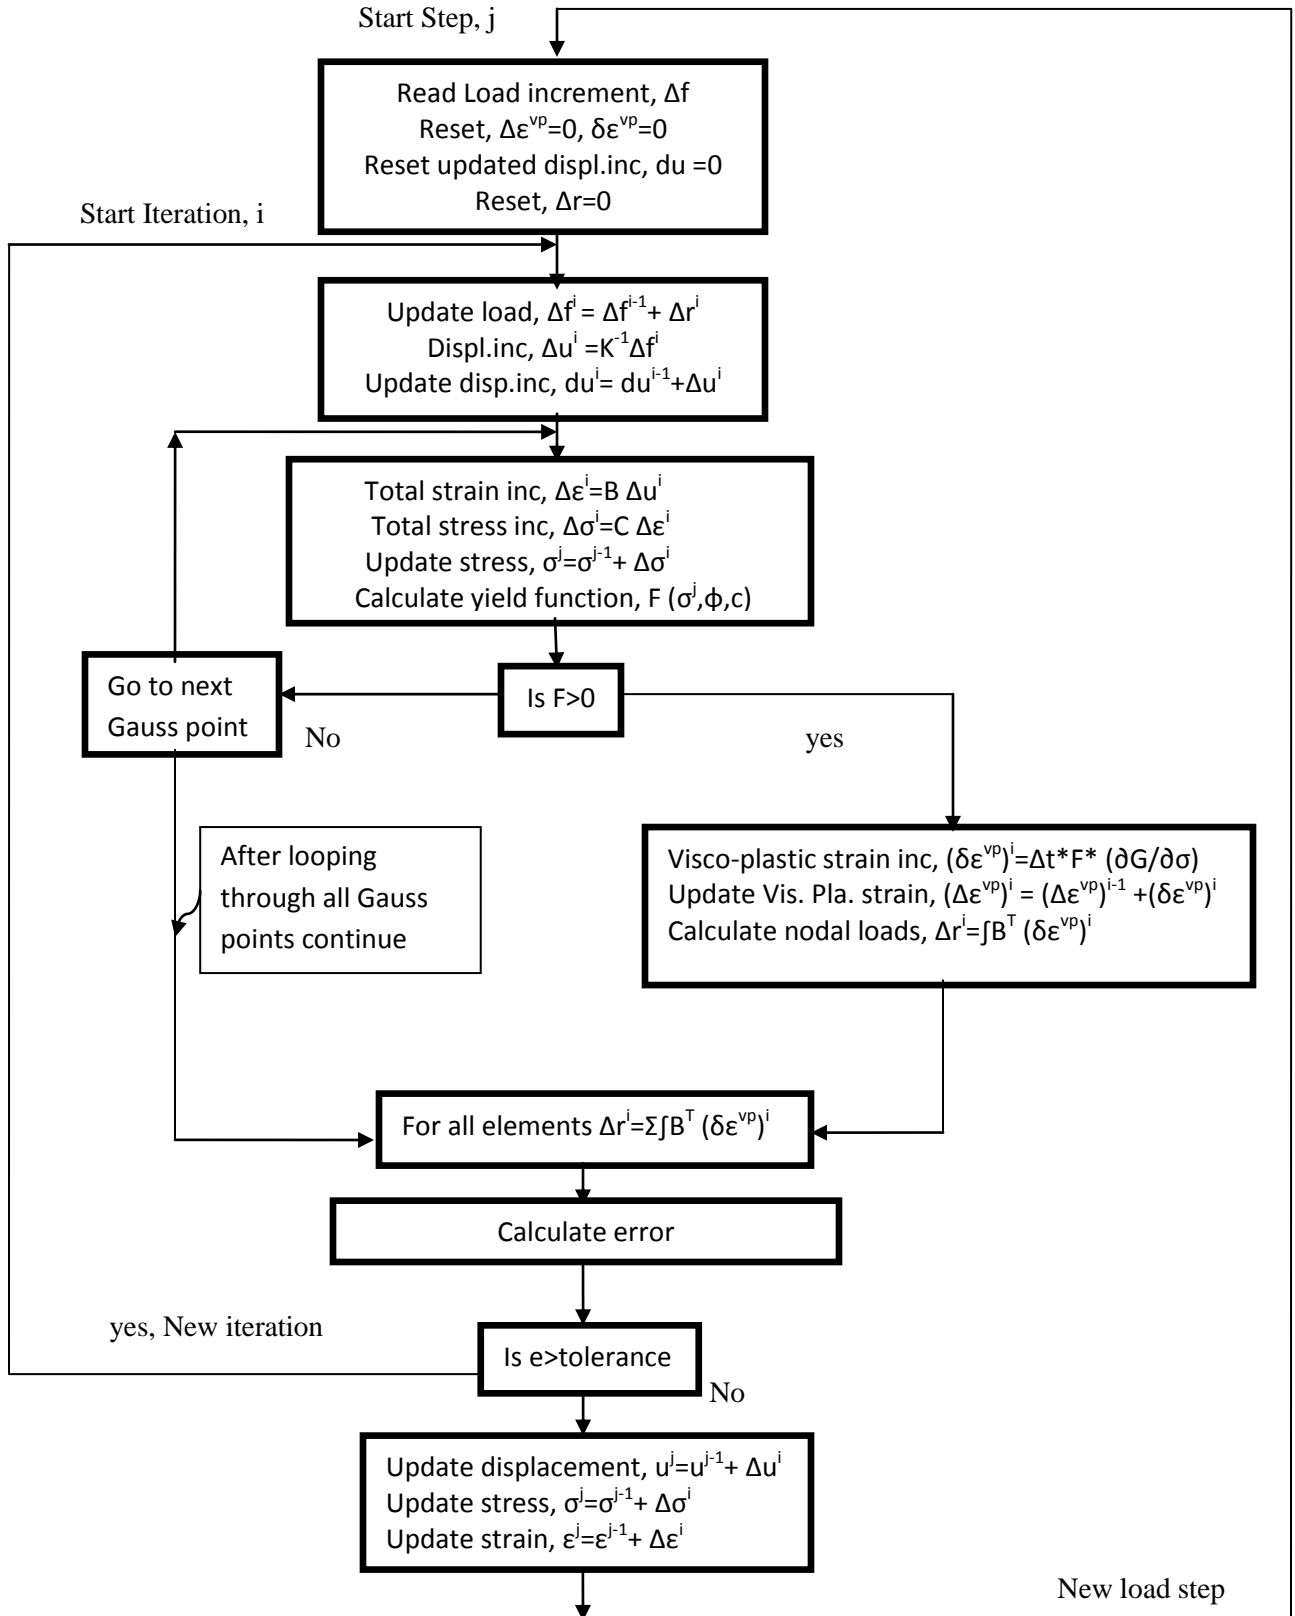 Start Step, j
Read Load increment, Δf
Reset, Δε^vp=0, δε^vp=0
Reset updated displ.inc, du =0
Reset, Δr=0
Start Iteration, i
Update load, Δf^i = Δf^i-1+ Δr^i
Displ.inc, Δu^i =K^-1Δf^i
Update disp.inc, du^i= du^i-1+Δu^i
Total strain inc, Δε^i=B Δu^i
Total stress inc, Δσ^i=C Δε^i
Update stress, σ^j=σ^j-1+ Δσ^i
Calculate yield function, F (σ^j,ϕ,c)
Go to next
Gauss point
Is F>0
No
yes
After looping
through all Gauss
points continue
Visco-plastic strain inc, (δε^vp)^i=Δt*F* (∂G/∂σ)
Update Vis. Pla. strain, (Δε^vp)^i = (Δε^vp)^i-1 +(δε^vp)^i
Calculate nodal loads, Δr^i=∫B^T (δε^vp)^i
For all elements Δr^i=Σ∫B^T (δε^vp)^i
Calculate error
yes, New iteration
Is e>tolerance
No
Update displacement, u^j=u^j-1+ Δu^i
Update stress, σ^j=σ^j-1+ Δσ^i
Update strain, ε^j=ε^j-1+ Δε^i
New load step